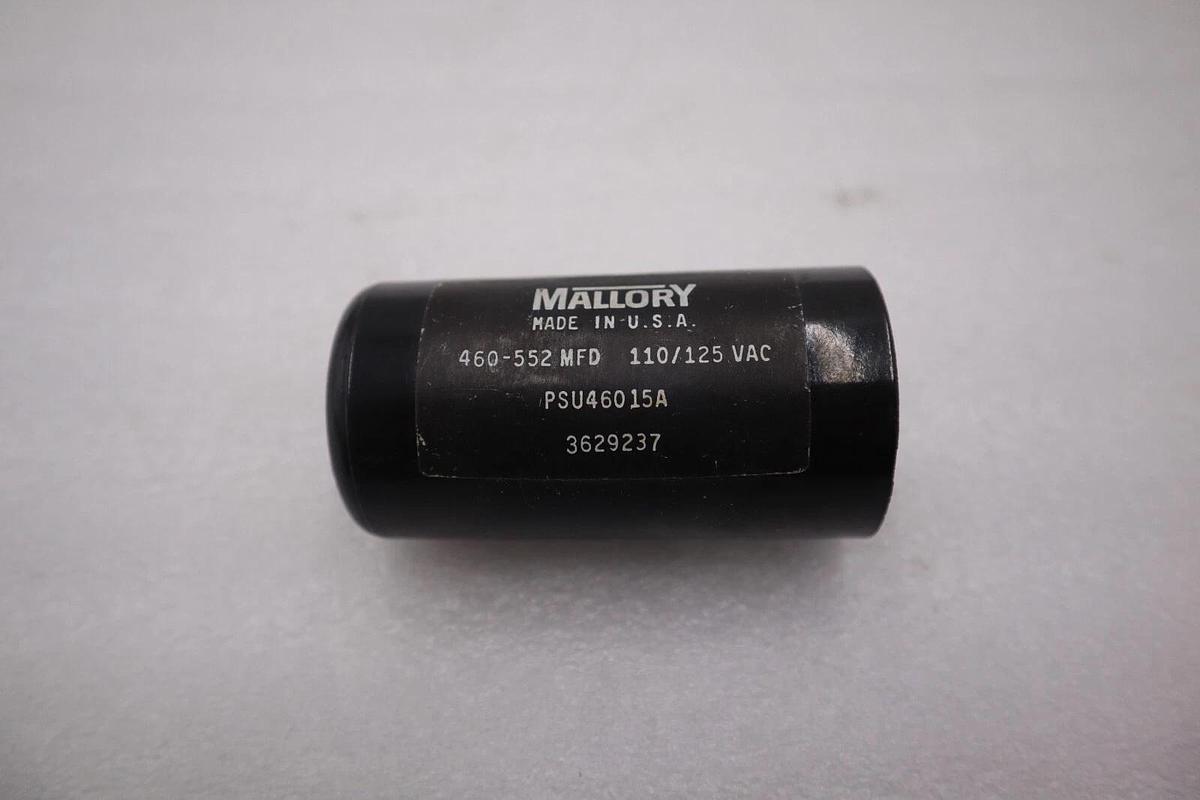 MALLORY
MADE IN U.S.A.
460-552 MFD 110/125 VAC
PSU46015A
3629237